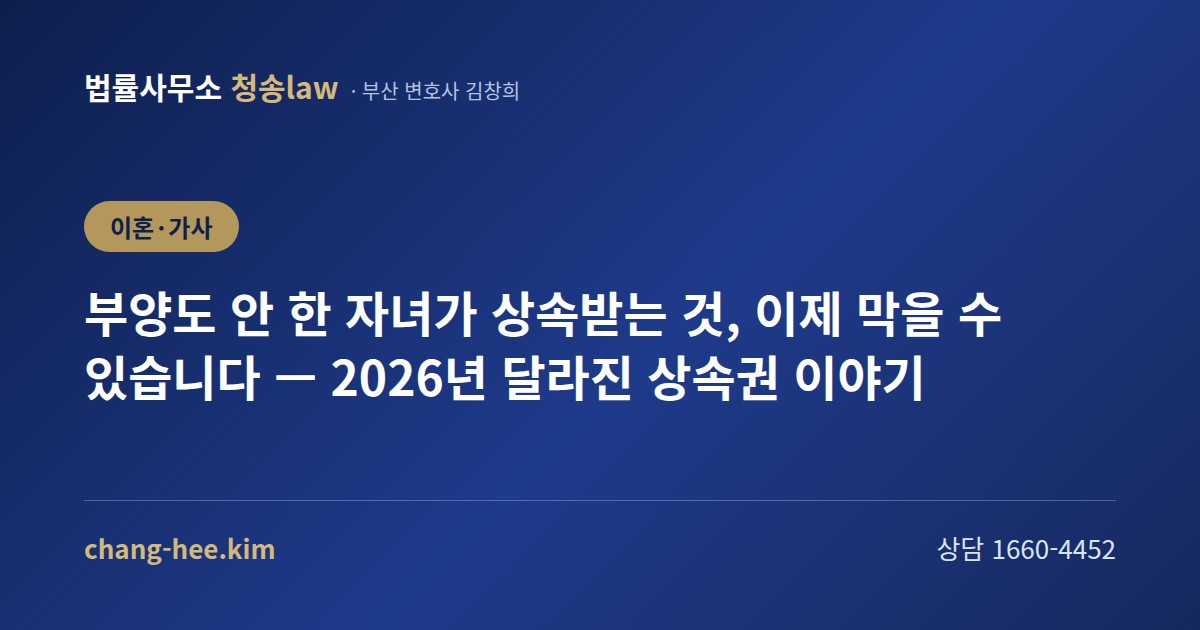 법률사무소 청송law · 부산 변호사 김창희
이혼·가사
부양도 안 한 자녀가 상속받는 것, 이제 막을 수
있습니다 — 2026년 달라진 상속권 이야기
chang-hee.kim
상담 1660-4452